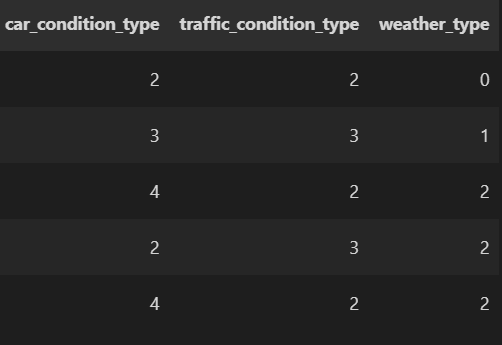 car_condition_type traffic_condition_type weather_type
2 2 0
3 3 1
4 2 2
2 3 2
4 2 2